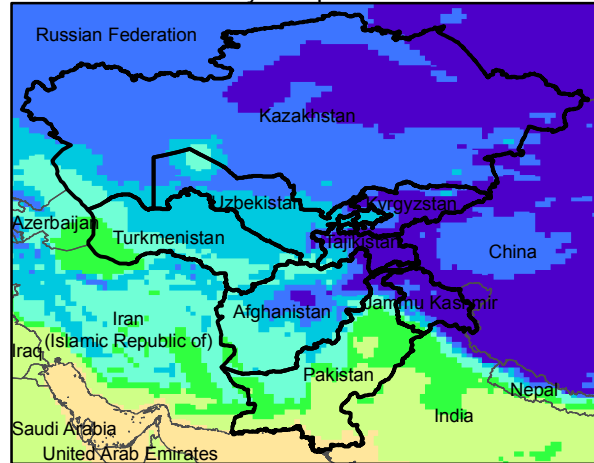 Russian Federation
Kazakhstan
Uzbekistan
Kyrgyzstan
Azerbaijan
Turkmenistan
Tajikistan
China
Jammu Kashmir
Afghanistan
Iran
(Islamic Republic of)
Iraq
Pakistan
Nepal
India
Saudi Arabia
United Arab Emirates